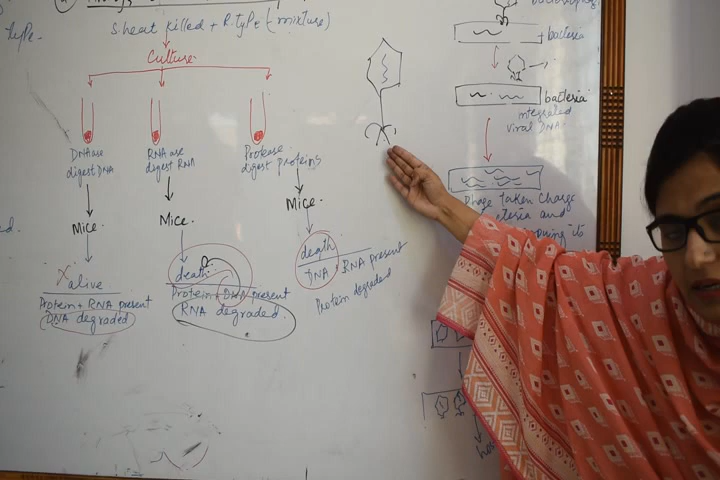 type.
S.heat killed + R.type (mixture)
Culture
DNAase
digest DNA
RNAase
digest RNA
Protease
digest proteins
Mice.
Mice.
Mice.
alive
Protein + RNA present
DNA degraded
death.
Protein + DNA present
RNA degraded
death
DNA + RNA present
Protein degraded
+ bacteria
bacteria
integrated
viral DNA
Phage taken charge
and
its